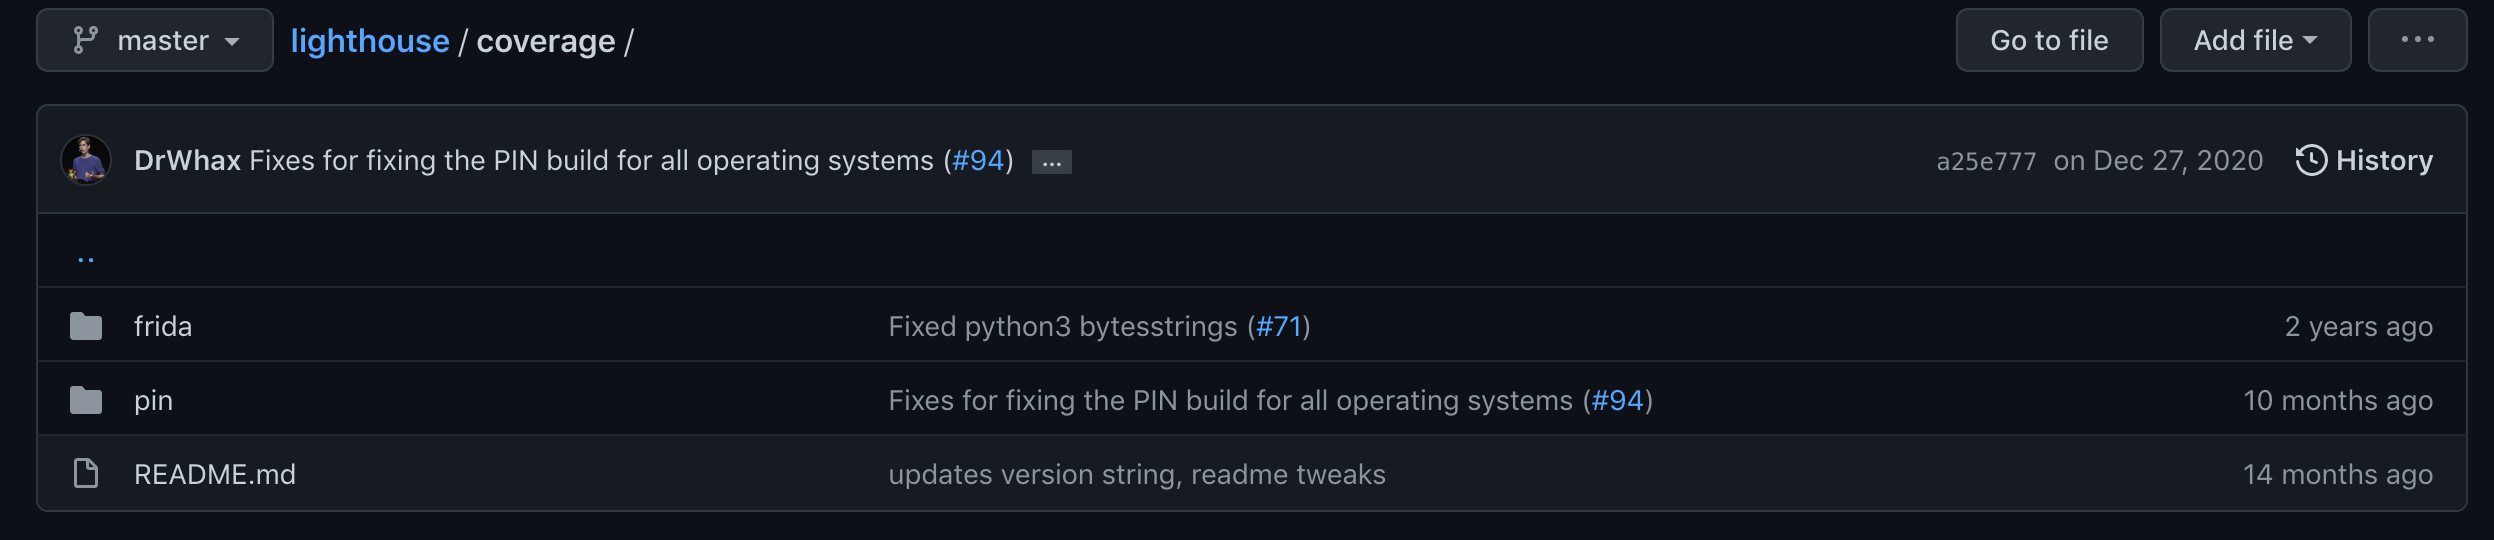 master lighthouse / coverage / Go to file Add file ...
DrWhax Fixes for fixing the PIN build for all operating systems (#94) ... a25e777 on Dec 27, 2020 History
..
frida Fixed python3 bytesstrings (#71) 2 years ago
pin Fixes for fixing the PIN build for all operating systems (#94) 10 months ago
README.md updates version string, readme tweaks 14 months ago